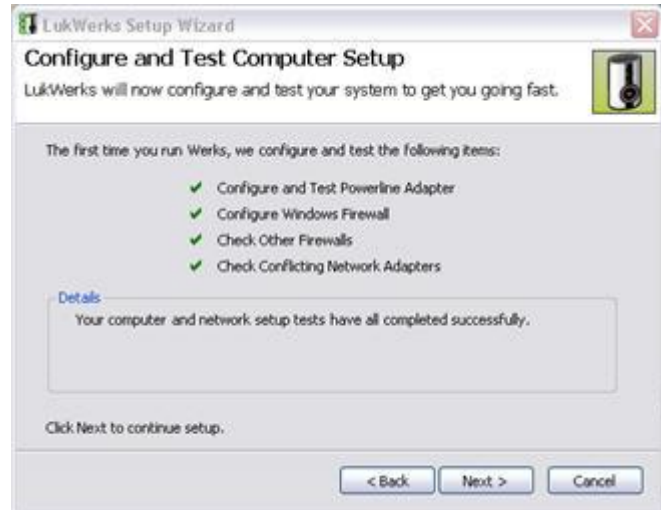 LukWerks Setup Wizard
Configure and Test Computer Setup
LukWerks will now configure and test your system to get you going fast.
The first time you run Werks, we configure and test the following items:
Configure and Test Powerline Adapter
Configure Windows Firewall
Check Other Firewalls
Check Conflicting Network Adapters
Details
Your computer and network setup tests have all completed successfully.
Click Next to continue setup.
< Back Next > Cancel